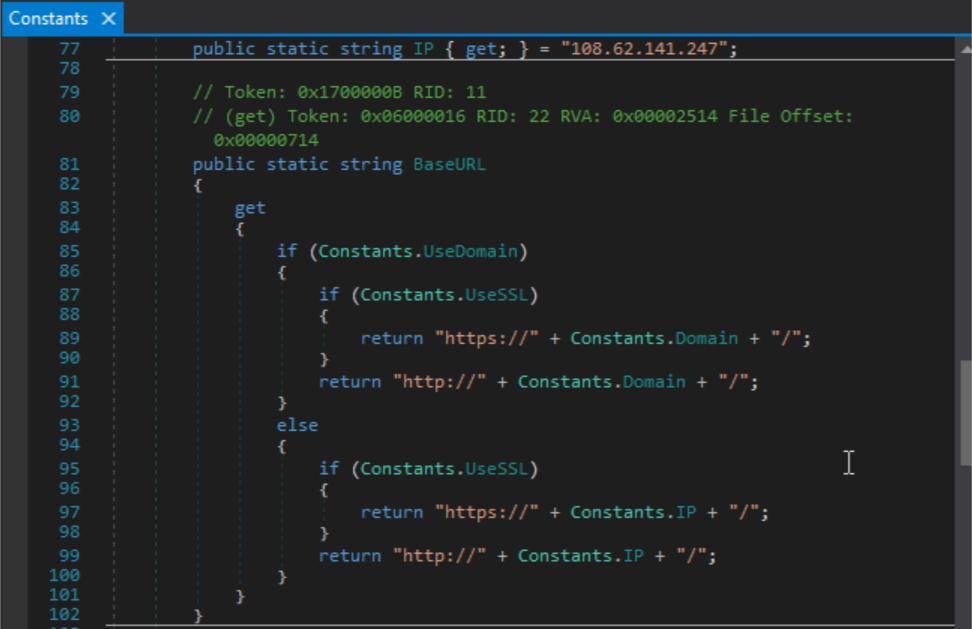 Constants ×
77 public static string IP { get; } = "108.62.141.247";
78
79 // Token: 0x1700000B RID: 11
80 // (get) Token: 0x06000016 RID: 22 RVA: 0x00002514 File Offset:
0x00000714
81 public static string BaseURL
82 {
83 get
84 {
85 if (Constants.UseDomain)
86 {
87 if (Constants.UseSSL)
88 {
89 return "https://" + Constants.Domain + "/";
90 }
91 return "http://" + Constants.Domain + "/";
92 }
93 else
94 {
95 if (Constants.UseSSL)
96 {
97 return "https://" + Constants.IP + "/";
98 }
99 return "http://" + Constants.IP + "/";
100 }
101 }
102 }